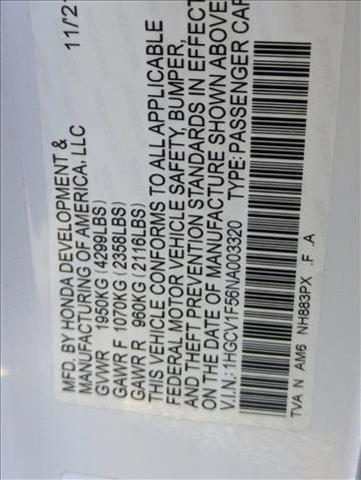 MFD. BY HONDA DEVELOPMENT & 11/2
MANUFACTURING OF AMERICA, LLC
GVWR 1950KG (4299LBS)
GAWR F 1070KG (2358LBS)
GAWR R 960KG (2116LBS)
THIS VEHICLE CONFORMS TO ALL APPLICABLE
FEDERAL MOTOR VEHICLE SAFETY, BUMPER,
AND THEFT PREVENTION STANDARDS IN EFFECT
ON THE DATE OF MANUFACTURE SHOWN ABOVE
V.I.N: 1HGCV1F56NA003320 TYPE: PASSENGER CAR
TVA N AM6 NH883PX .F .A